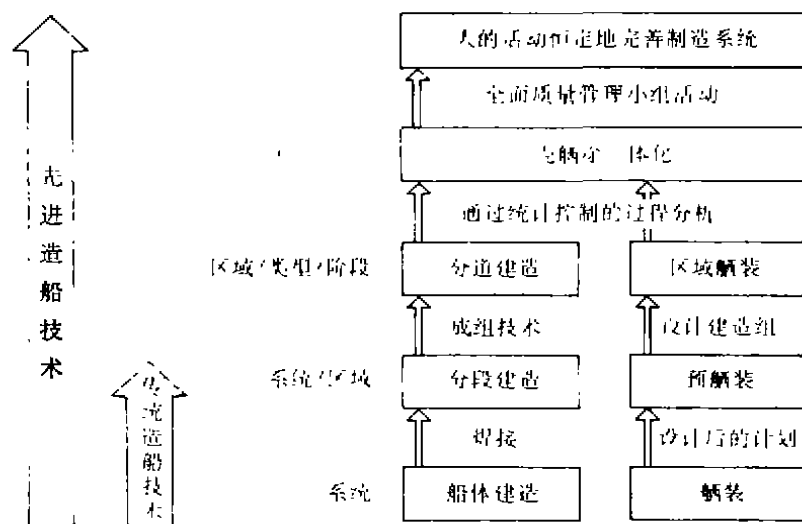 人的活动恒定地完善制造系统
全面质量管理小组活动
壳舾涂一体化
通过统计控制的过程分析
区域/类型/阶段 分道建造 区域舾装
成组技术 设计建造组
系统/区域 分段建造 预舾装
焊接 设计后的计划
系统 船体建造 舾装
先进造船技术
传统造船技术